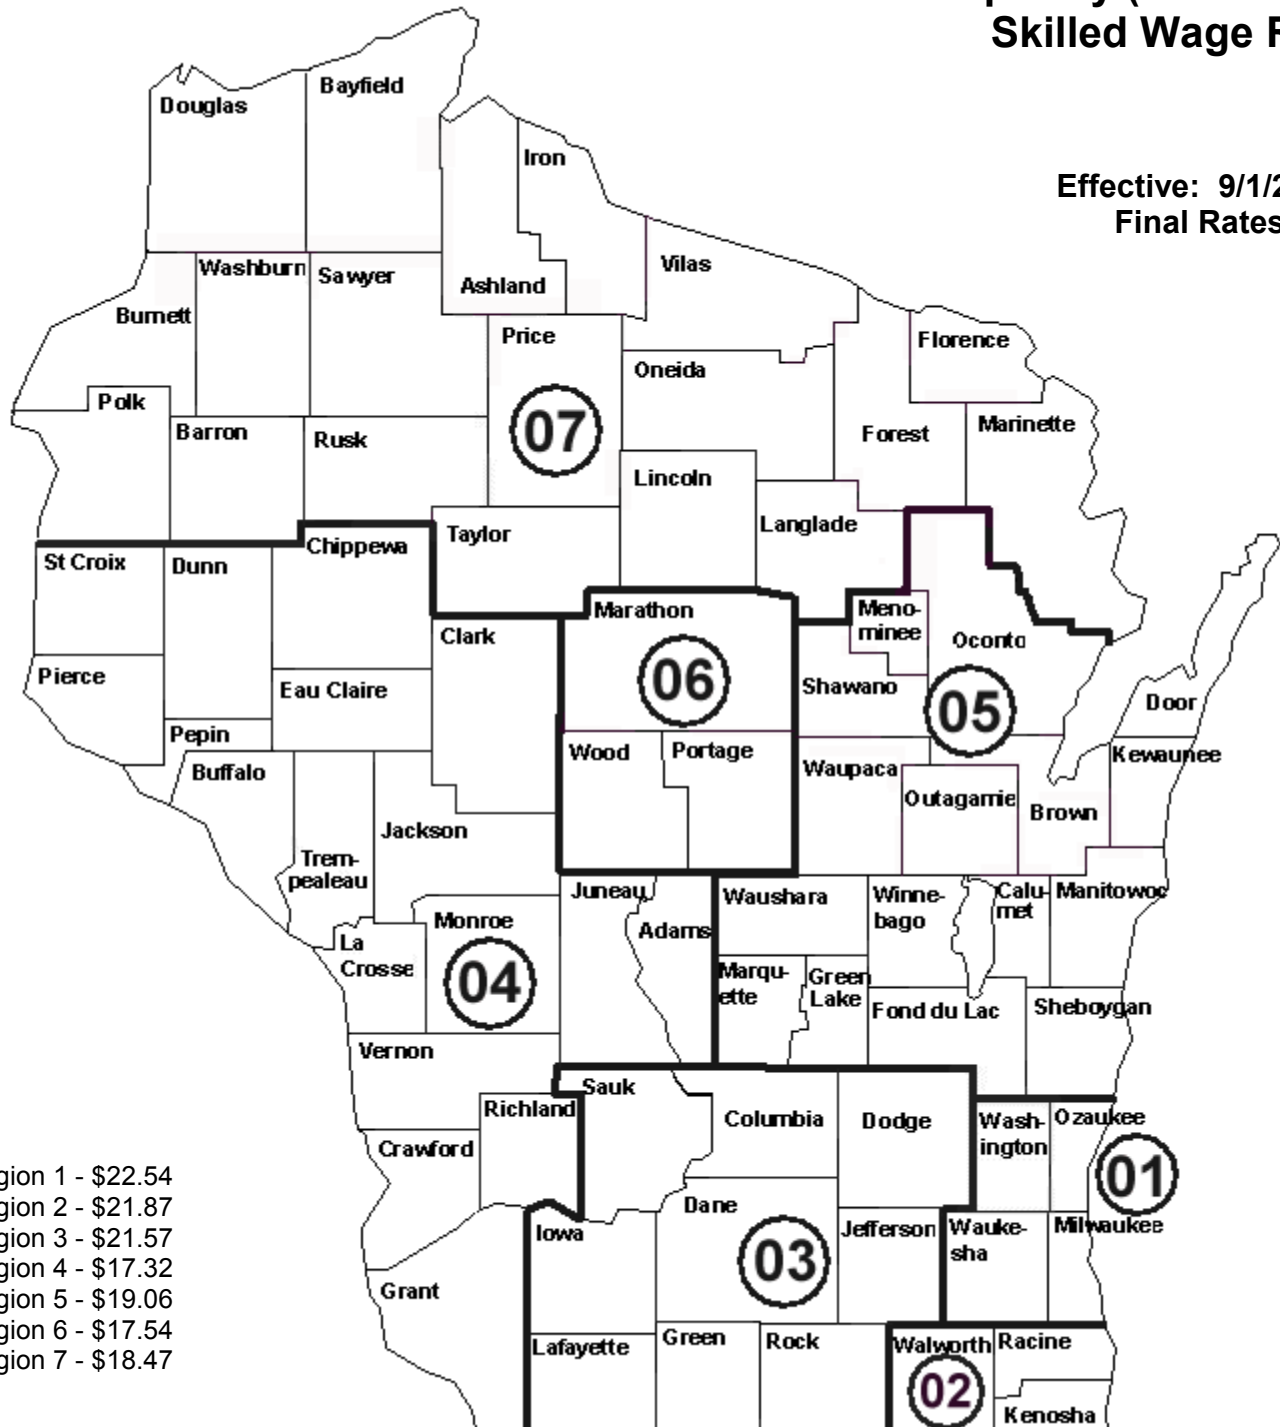 Skilled Wage R
Effective: 9/1/2
Final Rates
Douglas
Bayfield
Iron
Vilas
Washburn
Sawyer
Ashland
Burnett
Price
Florence
Oneida
Polk
Barron
Rusk
07
Forest
Marinette
Lincoln
Langlade
Taylor
Chippewa
St Croix
Dunn
Marathon
Meno-
minee
Clark
Oconto
06
Pierce
Eau Claire
Shawano
05
Door
Pepin
Buffalo
Wood
Portage
Waupaca
Kewaunee
Outagamie
Brown
Jackson
Trem-
pealeau
Juneau
Waushara
Winne-
bago
Calu-
met
Manitowoc
Monroe
Adams
La
Crosse
04
Marqu-
ette
Green
Lake
Fond du Lac
Sheboygan
Vernon
Sauk
Richland
Columbia
Dodge
Wash-
ington
Ozaukee
Crawford
01
Dane
Iowa
Jefferson
Wauke-
sha
Milwaukee
03
Grant
Lafayette
Green
Rock
Walworth
Racine
02
Kenosha
gion 1 - $22.54
gion 2 - $21.87
gion 3 - $21.57
gion 4 - $17.32
gion 5 - $19.06
gion 6 - $17.54
gion 7 - $18.47